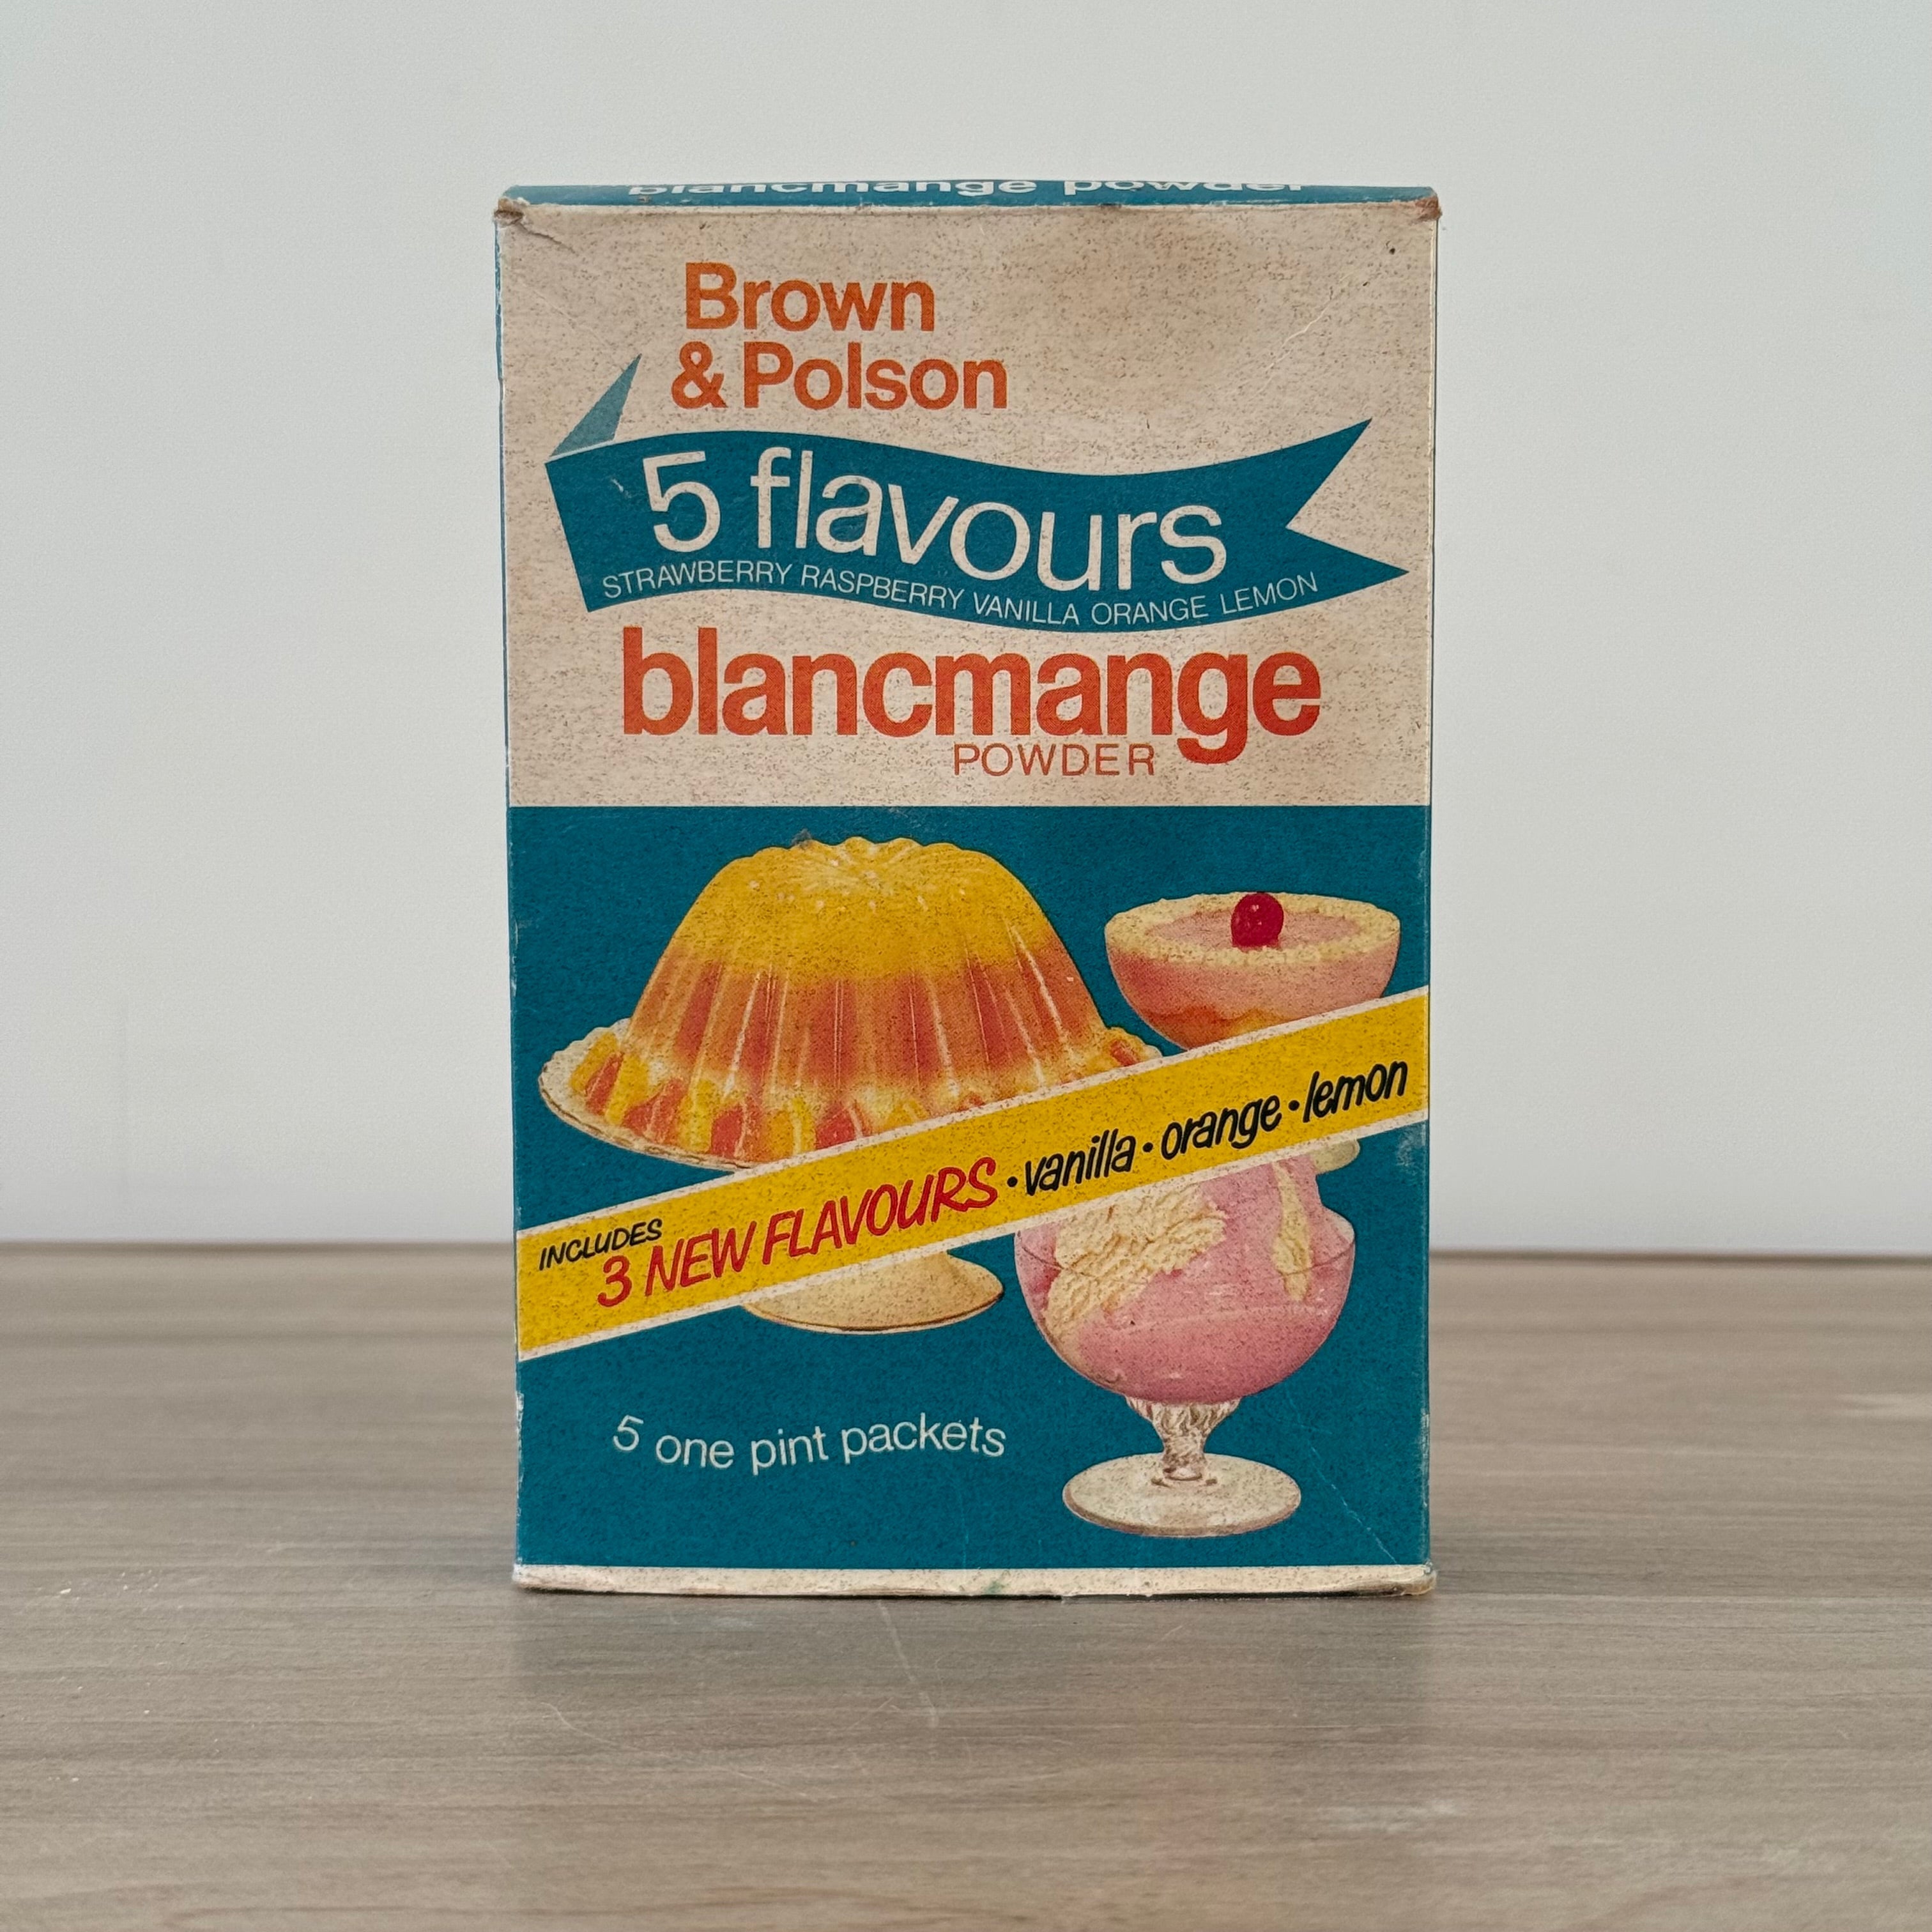 blancmange powder
Brown
& Polson
5 flavours
STRAWBERRY RASPBERRY VANILLA ORANGE LEMON
blancmange
POWDER
INCLUDES
3 NEW FLAVOURS · vanilla · orange · lemon
5 one pint packets